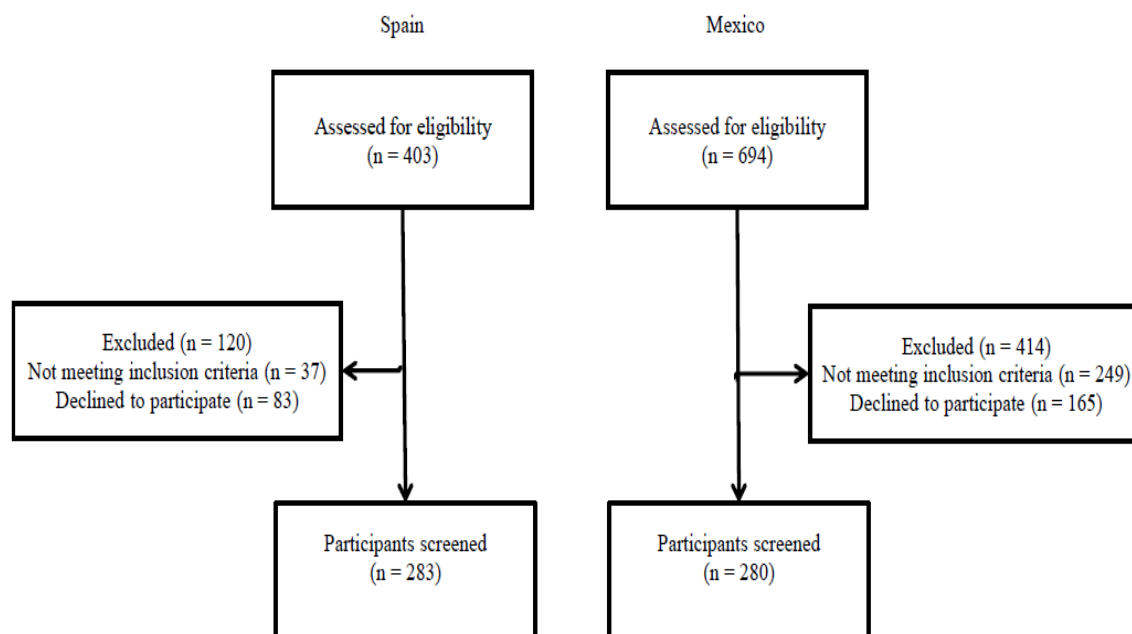 Spain
Mexico
Assessed for eligibility
(n = 403)
Assessed for eligibility
(n = 694)
Excluded (n = 120)
Not meeting inclusion criteria (n = 37)
Declined to participate (n = 83)
Excluded (n = 414)
Not meeting inclusion criteria (n = 249)
Declined to participate (n = 165)
Participants screened
(n = 283)
Participants screened
(n = 280)